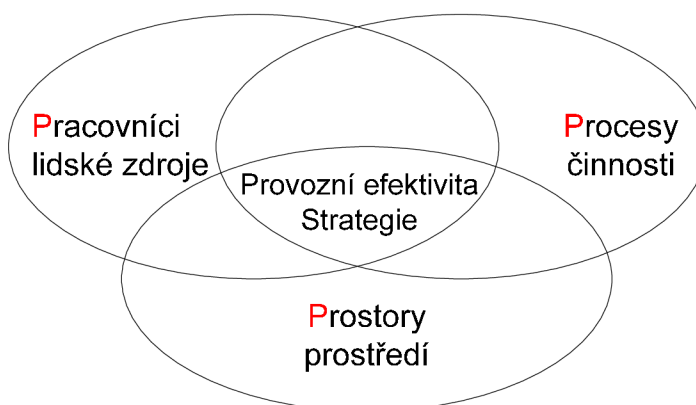 Pracovníci
lidské zdroje
Procesy
činnosti
Provozní efektivita
Strategie
Prostory
prostředí